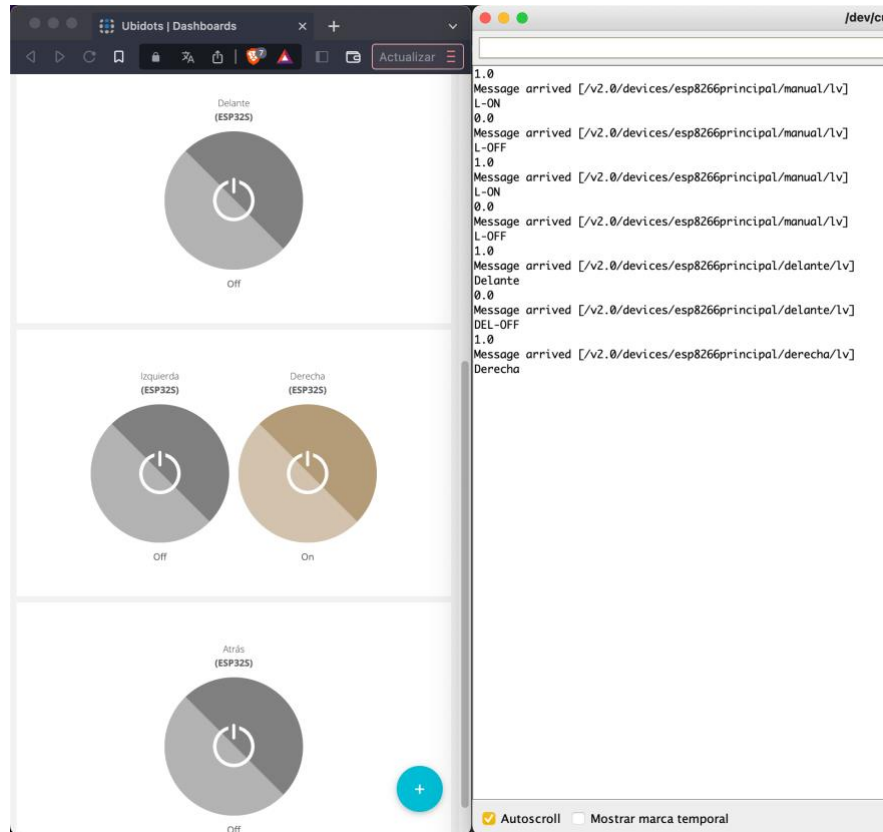 Ubidots | Dashboards
7
Actualizar
Delante
(ESP32S)
Off
Izquierda
(ESP32S)
Off
Derecha
(ESP32S)
On
Atrás
(ESP32S)
Off
/dev/c
1.0
Message arrived [/v2.0/devices/esp8266principal/manual/lv]
L-ON
0.0
Message arrived [/v2.0/devices/esp8266principal/manual/lv]
L-OFF
1.0
Message arrived [/v2.0/devices/esp8266principal/manual/lv]
L-ON
0.0
Message arrived [/v2.0/devices/esp8266principal/manual/lv]
L-OFF
1.0
Message arrived [/v2.0/devices/esp8266principal/delante/lv]
Delante
0.0
Message arrived [/v2.0/devices/esp8266principal/delante/lv]
DEL-OFF
1.0
Message arrived [/v2.0/devices/esp8266principal/derecha/lv]
Derecha
Autoscroll
Mostrar marca temporal